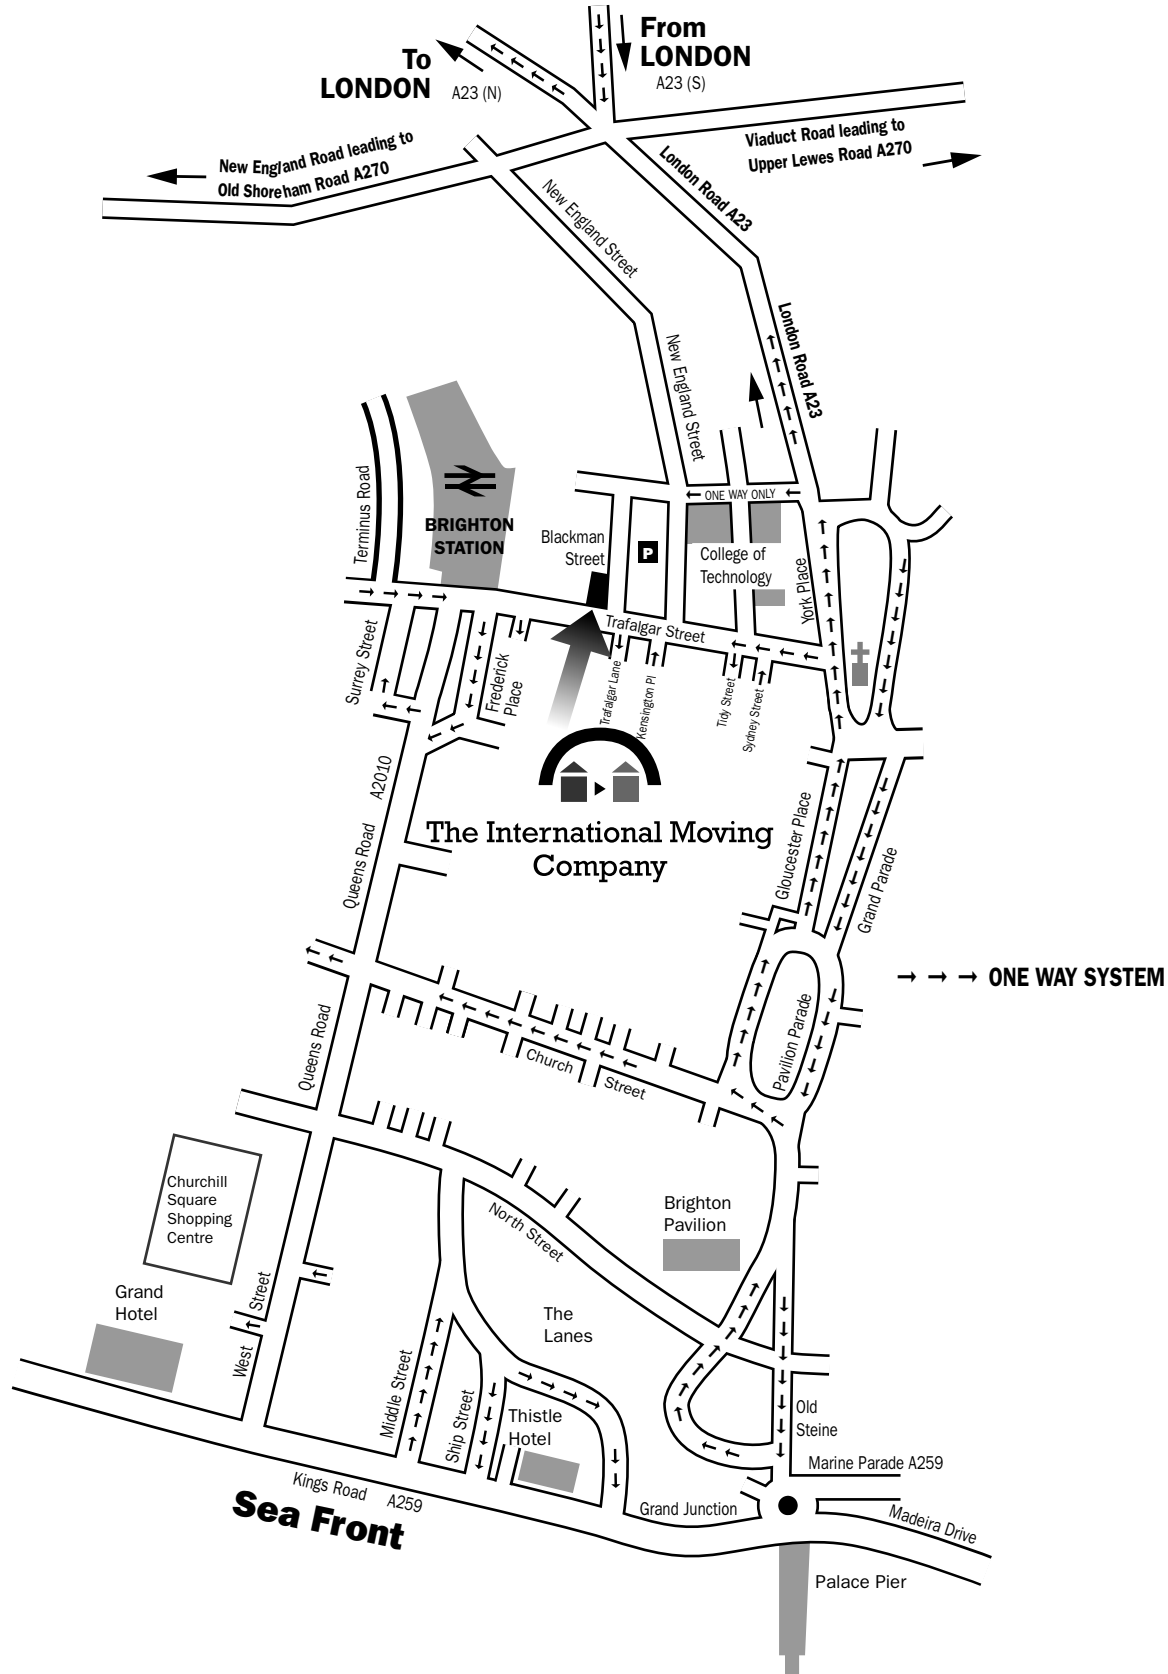 From
LONDON
A23 (S)
To
LONDON
A23 (N)
New England Road leading to
Old Shoreham Road A270
Viaduct Road leading to
Upper Lewes Road A270
London Road A23
New England Street
London Road A23
New England Street
Terminus Road
BRIGHTON
STATION
ONE WAY ONLY
Blackman
Street
P
College of
Technology
York Place
Trafalgar Street
Surrey Street
Frederick
Place
Trafalgar Lane
Kensington Pl
Tidy Street
Sydney Street
A2010
Queens Road
The International Moving
Company
Gloucester Place
Grand Parade
ONE WAY SYSTEM
Queens Road
Pavilion Parade
Church
Street
Churchill
Square
Shopping
Centre
Brighton
Pavilion
North Street
Grand
Hotel
West
Street
The
Lanes
Middle Street
Ship Street
Thistle
Hotel
Old
Steine
Marine Parade A259
Kings Road
A259
Sea Front
Grand Junction
Madeira Drive
Palace Pier